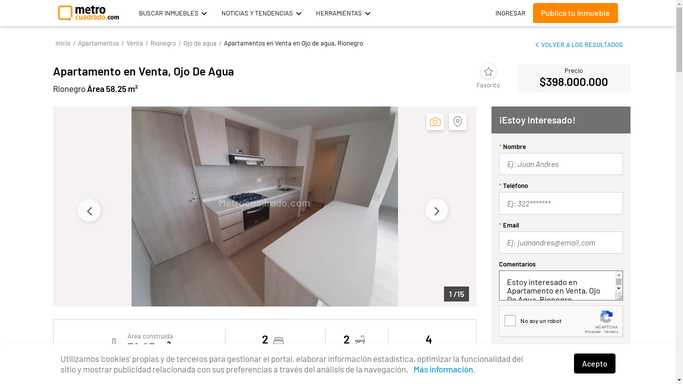 metro
cuadrado.com
BUSCAR INMUEBLES
NOTICIAS Y TENDENCIAS
HERRAMIENTAS
INGRESAR
Publica tu Inmueble
Inicio / Apartamentos / Venta / Rionegro / Ojo de agua / Apartamentos en Venta en Ojo de agua, Rionegro
VOLVER A LOS RESULTADOS
Apartamento en Venta, Ojo De Agua
Rionegro Área 58,25 m²
Favorito
Precio
$398.000.000
Metrocuadrado.com
1 /15
¡Estoy Interesado!
* Nombre
Ej: Juan Andres
* Teléfono
Ej: 322*******
* Email
Ej: juanandres@email.com
Comentarios
Estoy interesado en
Apartamento en Venta, Ojo
De Agua, Rionegro
No soy un robot
reCAPTCHA
Privacidad - Términos
Área construida
2
2
4
Utilizamos 'cookies' propias y de terceros para gestionar el portal, elaborar información estadística, optimizar la funcionalidad del
sitio y mostrar publicidad relacionada con sus preferencias a través del análisis de la navegación. Más información.
Acepto